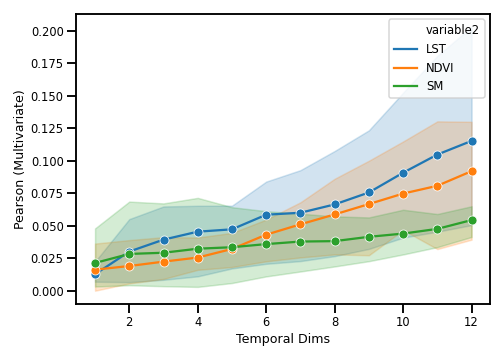 variable2
LST
NDVI
SM
Pearson (Multivariate)
0.200
0.175
0.150
0.125
0.100
0.075
0.050
0.025
0.000
2 4 6 8 10 12
Temporal Dims